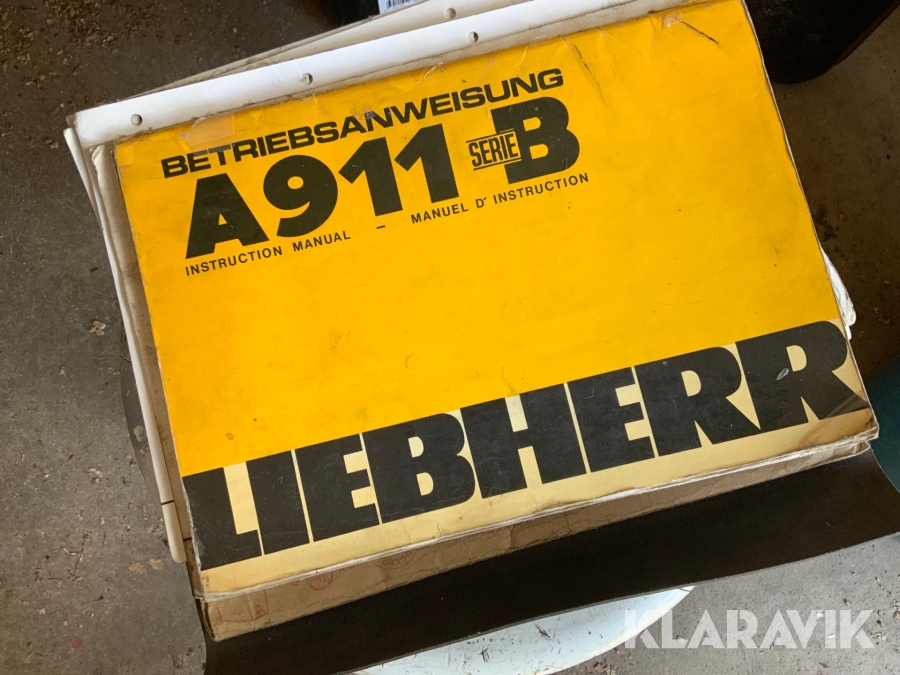 BETRIEBSANWEISUNG
A911 SERIE B
INSTRUCTION MANUAL – MANUEL D' INSTRUCTION
LIEBHERR
KLARAVIK